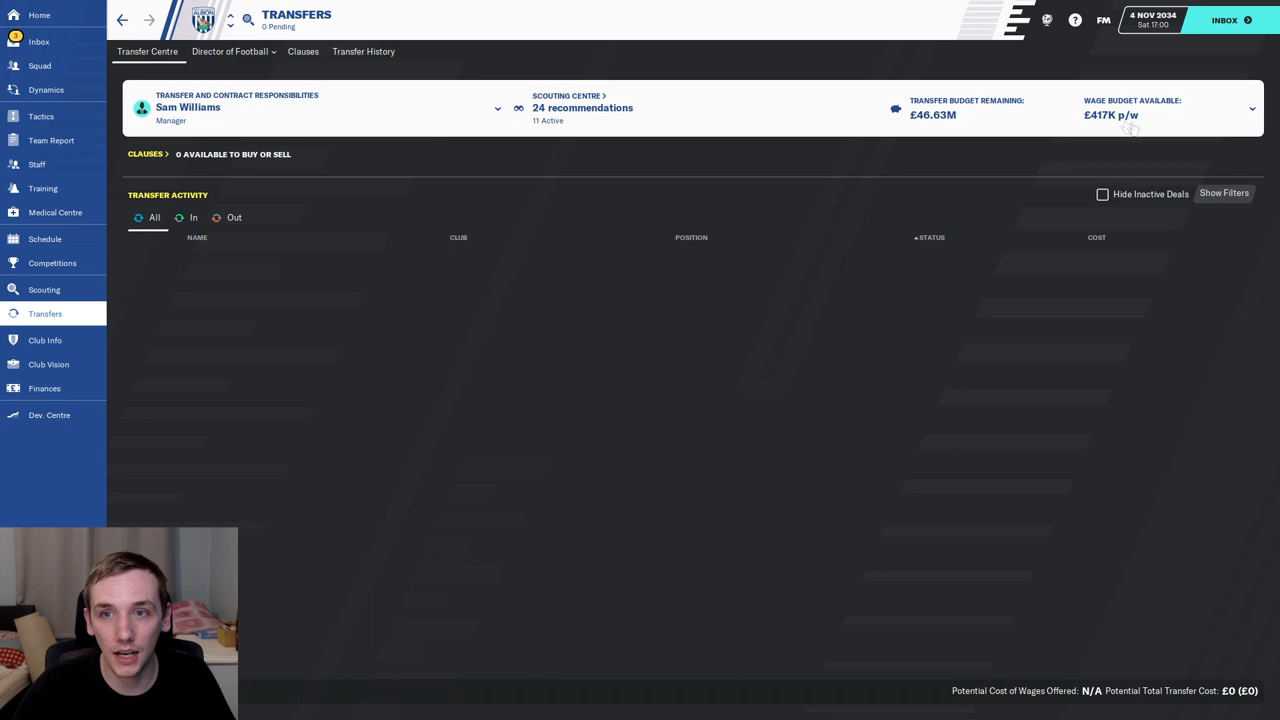 Home
3
Inbox
Squad
Dynamics
Tactics
Team Report
Staff
Training
Medical Centre
Schedule
Competitions
Scouting
Transfers
Club Info
Club Vision
Finances
Dev. Centre
ALBION
TRANSFERS
0 Pending
?
FM
4 NOV 2034
Sat 17:00
INBOX
Transfer Centre
Director of Football
Clauses
Transfer History
TRANSFER AND CONTRACT RESPONSIBILITIES
Sam Williams
Manager
SCOUTING CENTRE >
24 recommendations
11 Active
TRANSFER BUDGET REMAINING:
£46.63M
WAGE BUDGET AVAILABLE:
£417K p/w
CLAUSES > 0 AVAILABLE TO BUY OR SELL
TRANSFER ACTIVITY
Hide Inactive Deals
Show Filters
All
In
Out
NAME
CLUB
POSITION
STATUS
COST
Potential Cost of Wages Offered: N/A Potential Total Transfer Cost: £0 (£0)